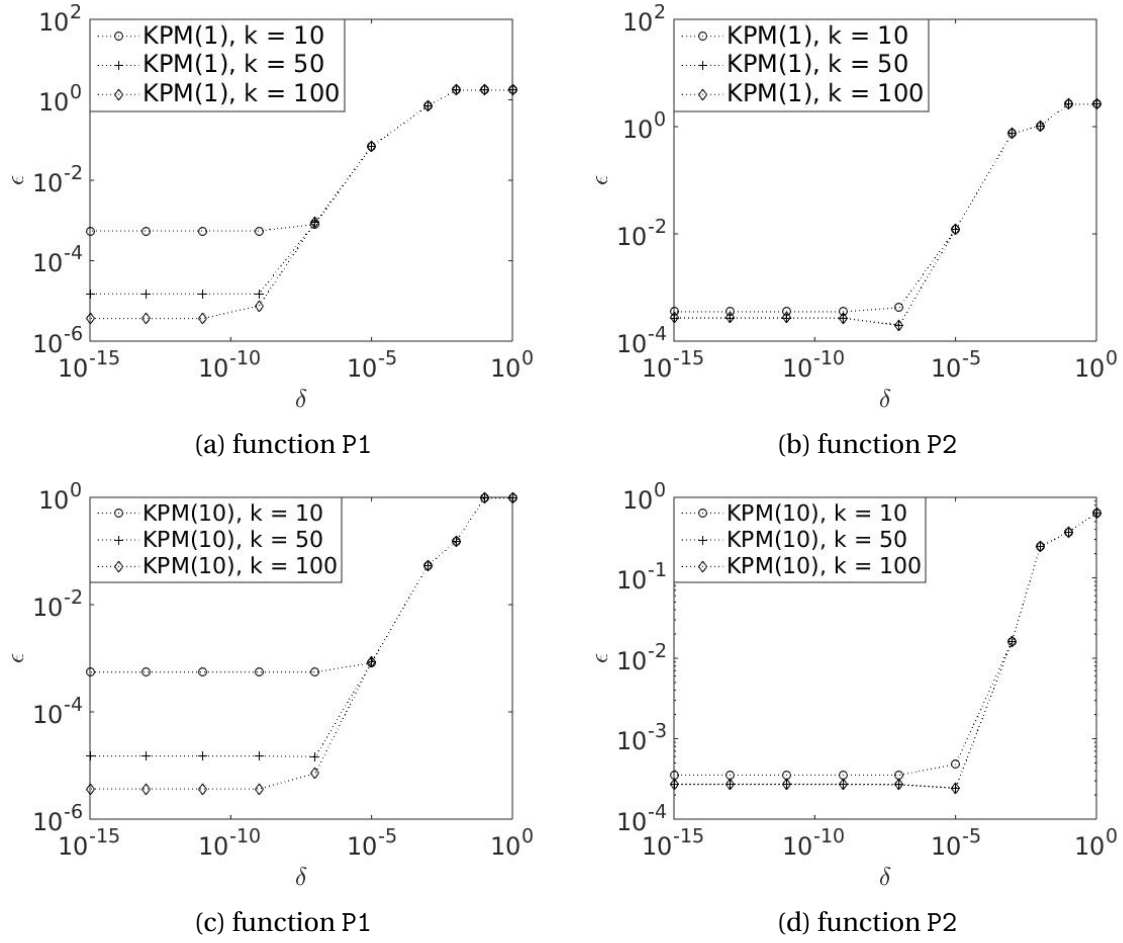 10^2
KPM(1), k = 10
KPM(1), k = 50
KPM(1), k = 100
10^0
10^-2
ϵ
10^-4
10^-6
10^-15 10^-10 10^-5 10^0
δ
(a) function P1
10^2
KPM(1), k = 10
KPM(1), k = 50
KPM(1), k = 100
10^0
ϵ
10^-2
10^-4
10^-15 10^-10 10^-5 10^0
δ
(b) function P2
10^0
KPM(10), k = 10
KPM(10), k = 50
KPM(10), k = 100
10^-2
ϵ
10^-4
10^-6
10^-15 10^-10 10^-5 10^0
δ
(c) function P1
10^0
KPM(10), k = 10
KPM(10), k = 50
KPM(10), k = 100
10^-1
ϵ
10^-2
10^-3
10^-4
10^-15 10^-10 10^-5 10^0
δ
(d) function P2